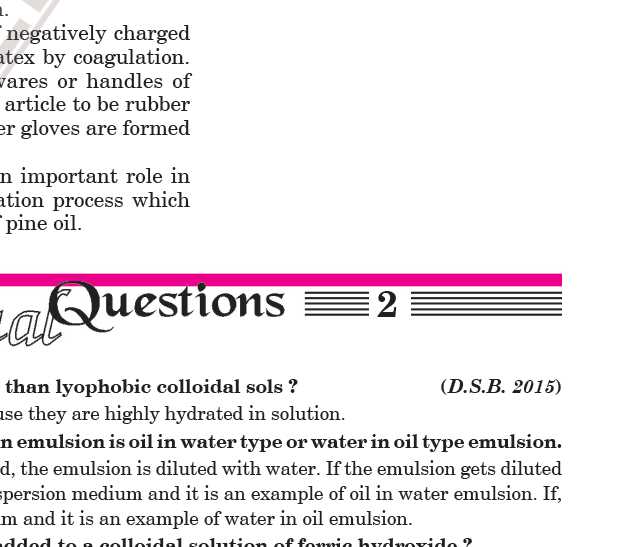 n.
negatively charged
atex by coagulation.
wares or handles of
article to be rubber
er gloves are formed
n important role in
ation process which
pine oil.
ual Questions 2
than lyophobic colloidal sols ? (D.S.B. 2015)
use they are highly hydrated in solution.
n emulsion is oil in water type or water in oil type emulsion.
d, the emulsion is diluted with water. If the emulsion gets diluted
spersion medium and it is an example of oil in water emulsion. If,
m and it is an example of water in oil emulsion.
added to a colloidal solution of ferric hydroxide ?